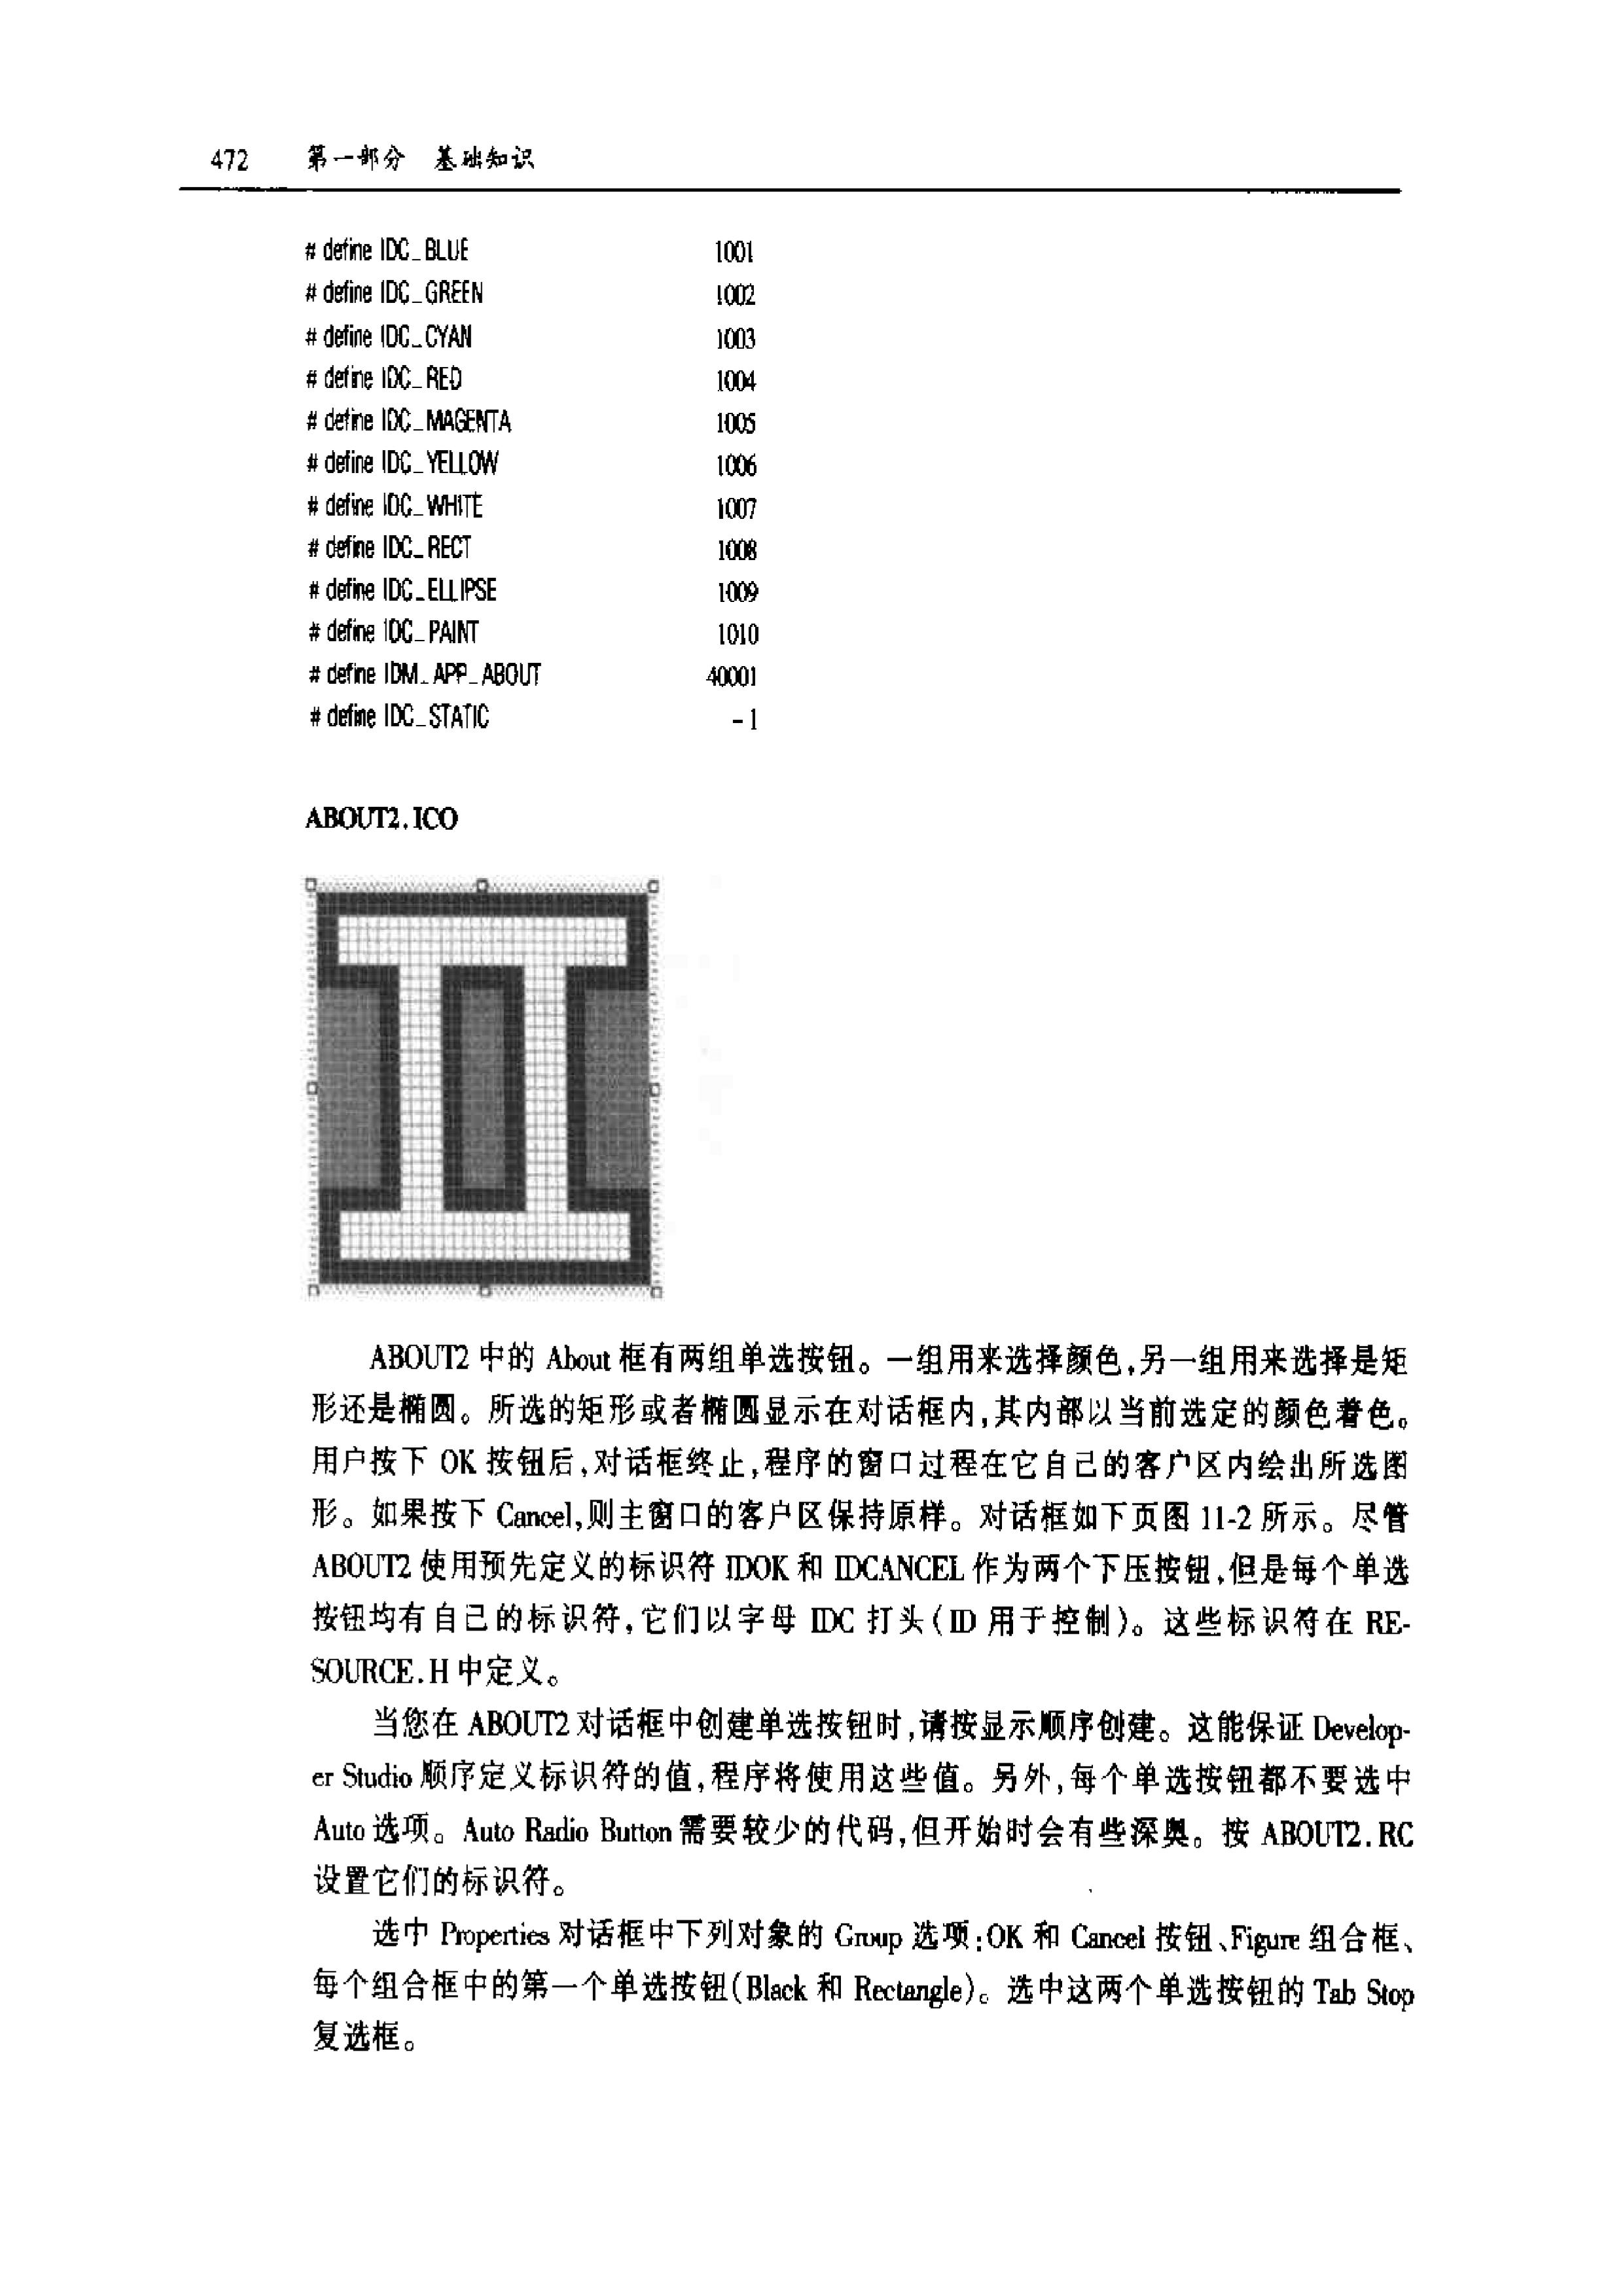 472 第一部分 基础知识
# define IDC_BLUE 1001
# define IDC_GREEN 1002
# define IDC_CYAN 1003
# define IDC_RED 1004
# define IDC_MAGENTA 1005
# define IDC_YELLOW 1006
# define IDC_WHITE 1007
# define IDC_RECT 1008
# define IDC_ELLIPSE 1009
# define IDC_PAINT 1010
# define IDM_APP_ABOUT 40001
# define IDC_STATIC -1
ABOUT2.ICO
ABOUT2 中的 About 框有两组单选按钮。一组用来选择颜色,另一组用来选择是矩
形还是椭圆。所选的矩形或者椭圆显示在对话框内,其内部以当前选定的颜色着色。
用户按下 OK 按钮后,对话框终止,程序的窗口过程在它自己的客户区内绘出所选图
形。如果按下 Cancel,则主窗口的客户区保持原样。对话框如下页图 11-2 所示。尽管
ABOUT2 使用预先定义的标识符 IDOK 和 IDCANCEL 作为两个下压按钮,但是每个单选
按钮均有自己的标识符,它们以字母 IDC 打头(ID 用于控制)。这些标识符在 RE-
SOURCE.H 中定义。
当您在 ABOUT2 对话框中创建单选按钮时,请按显示顺序创建。这能保证 Develop-
er Studio 顺序定义标识符的值,程序将使用这些值。另外,每个单选按钮都不要选中
Auto 选项。Auto Radio Button 需要较少的代码,但开始时会有些深奥。按 ABOUT2.RC
设置它们的标识符。
选中 Properties 对话框中下列对象的 Group 选项:OK 和 Cancel 按钮、Figure 组合框、
每个组合框中的第一个单选按钮(Black 和 Rectangle)。选中这两个单选按钮的 Tab Stop
复选框。